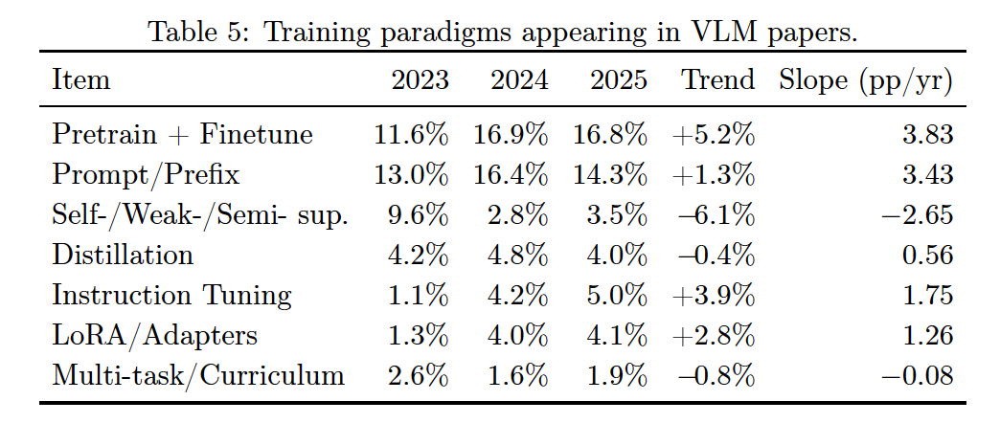 Table 5: Training paradigms appearing in VLM papers.
Item 2023 2024 2025 Trend Slope (pp/yr)
Pretrain + Finetune 11.6% 16.9% 16.8% +5.2% 3.83
Prompt/Prefix 13.0% 16.4% 14.3% +1.3% 3.43
Self-/Weak-/Semi- sup. 9.6% 2.8% 3.5% –6.1% −2.65
Distillation 4.2% 4.8% 4.0% –0.4% 0.56
Instruction Tuning 1.1% 4.2% 5.0% +3.9% 1.75
LoRA/Adapters 1.3% 4.0% 4.1% +2.8% 1.26
Multi-task/Curriculum 2.6% 1.6% 1.9% –0.8% −0.08